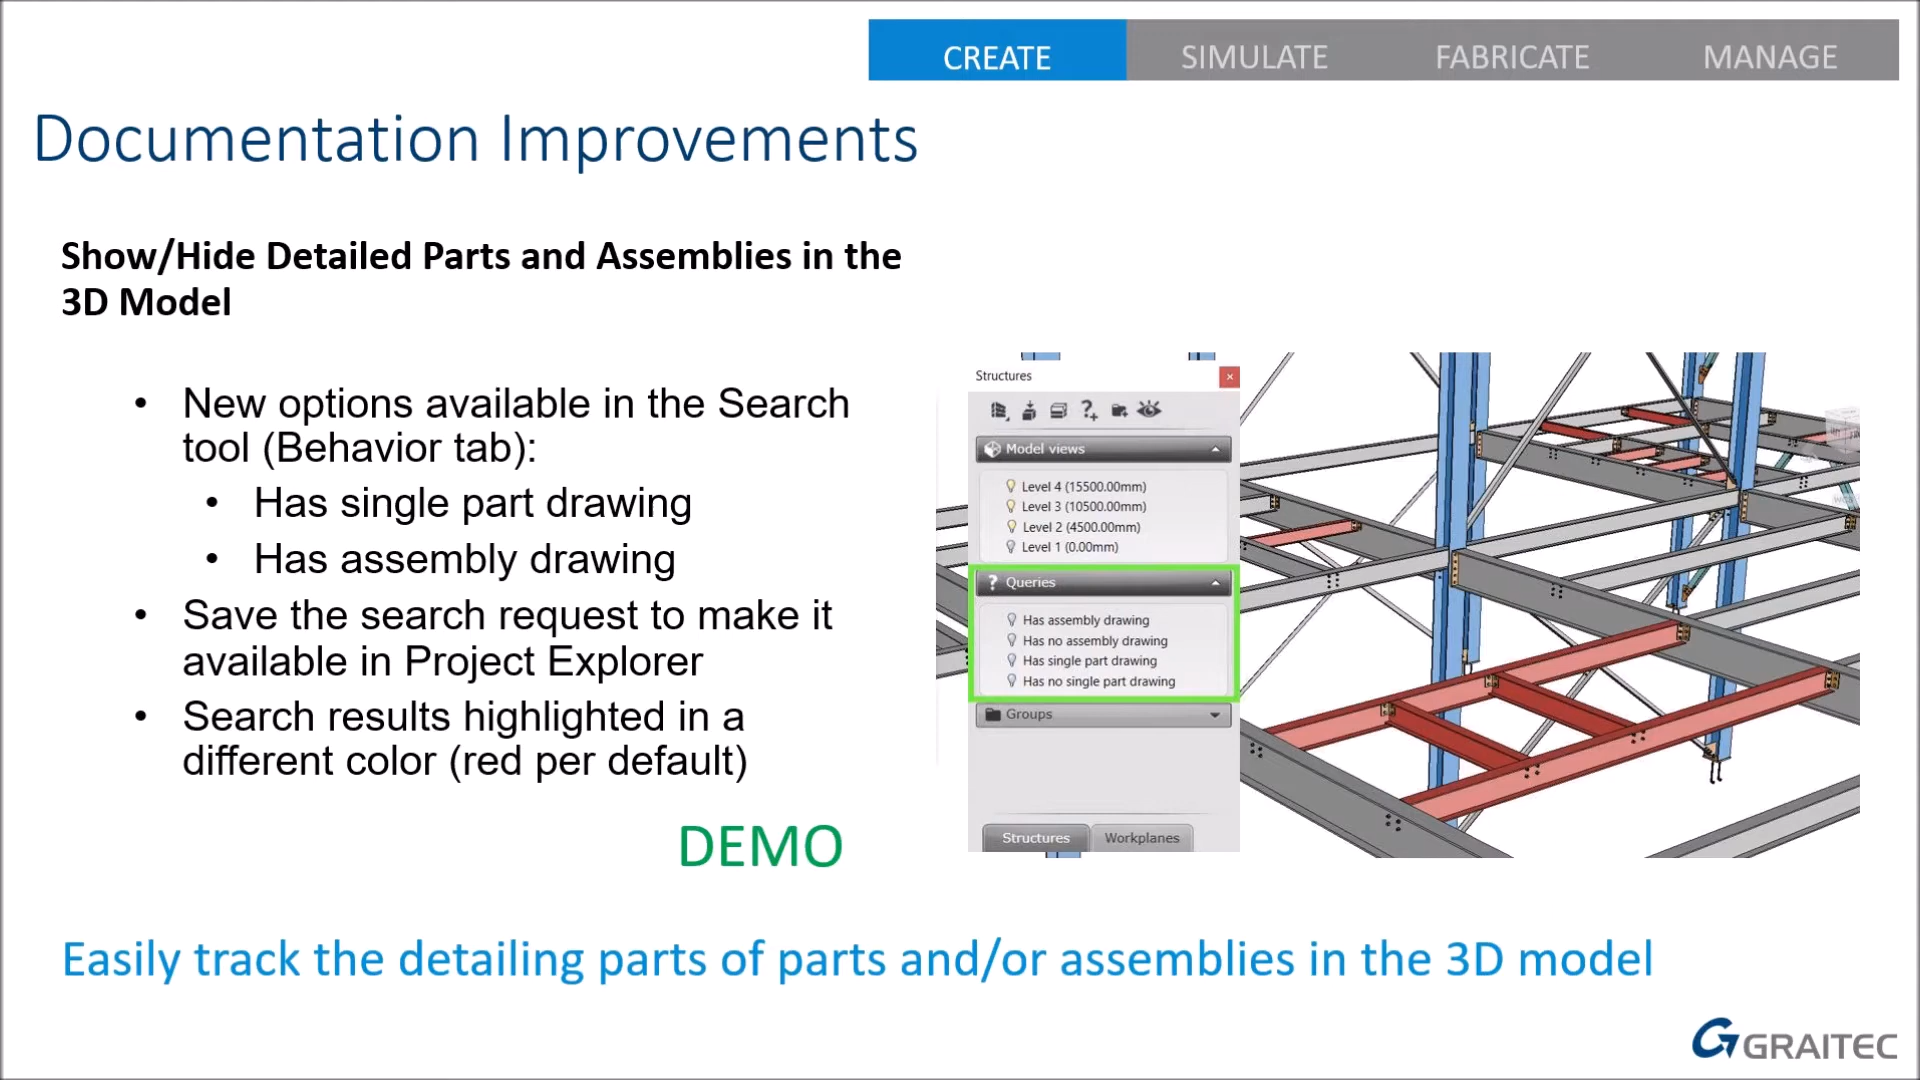 CREATE
SIMULATE
FABRICATE
MANAGE
Documentation Improvements
Show/Hide Detailed Parts and Assemblies in the
3D Model
• New options available in the Search
tool (Behavior tab):
• Has single part drawing
• Has assembly drawing
• Save the search request to make it
available in Project Explorer
• Search results highlighted in a
different color (red per default)
DEMO
Structures
Model views
Level 4 (15500.00mm)
Level 3 (10500.00mm)
Level 2 (4500.00mm)
Level 1 (0.00mm)
? Queries
Has assembly drawing
Has no assembly drawing
Has single part drawing
Has no single part drawing
Groups
Structures
Workplanes
Easily track the detailing parts of parts and/or assemblies in the 3D model
GRAITEC